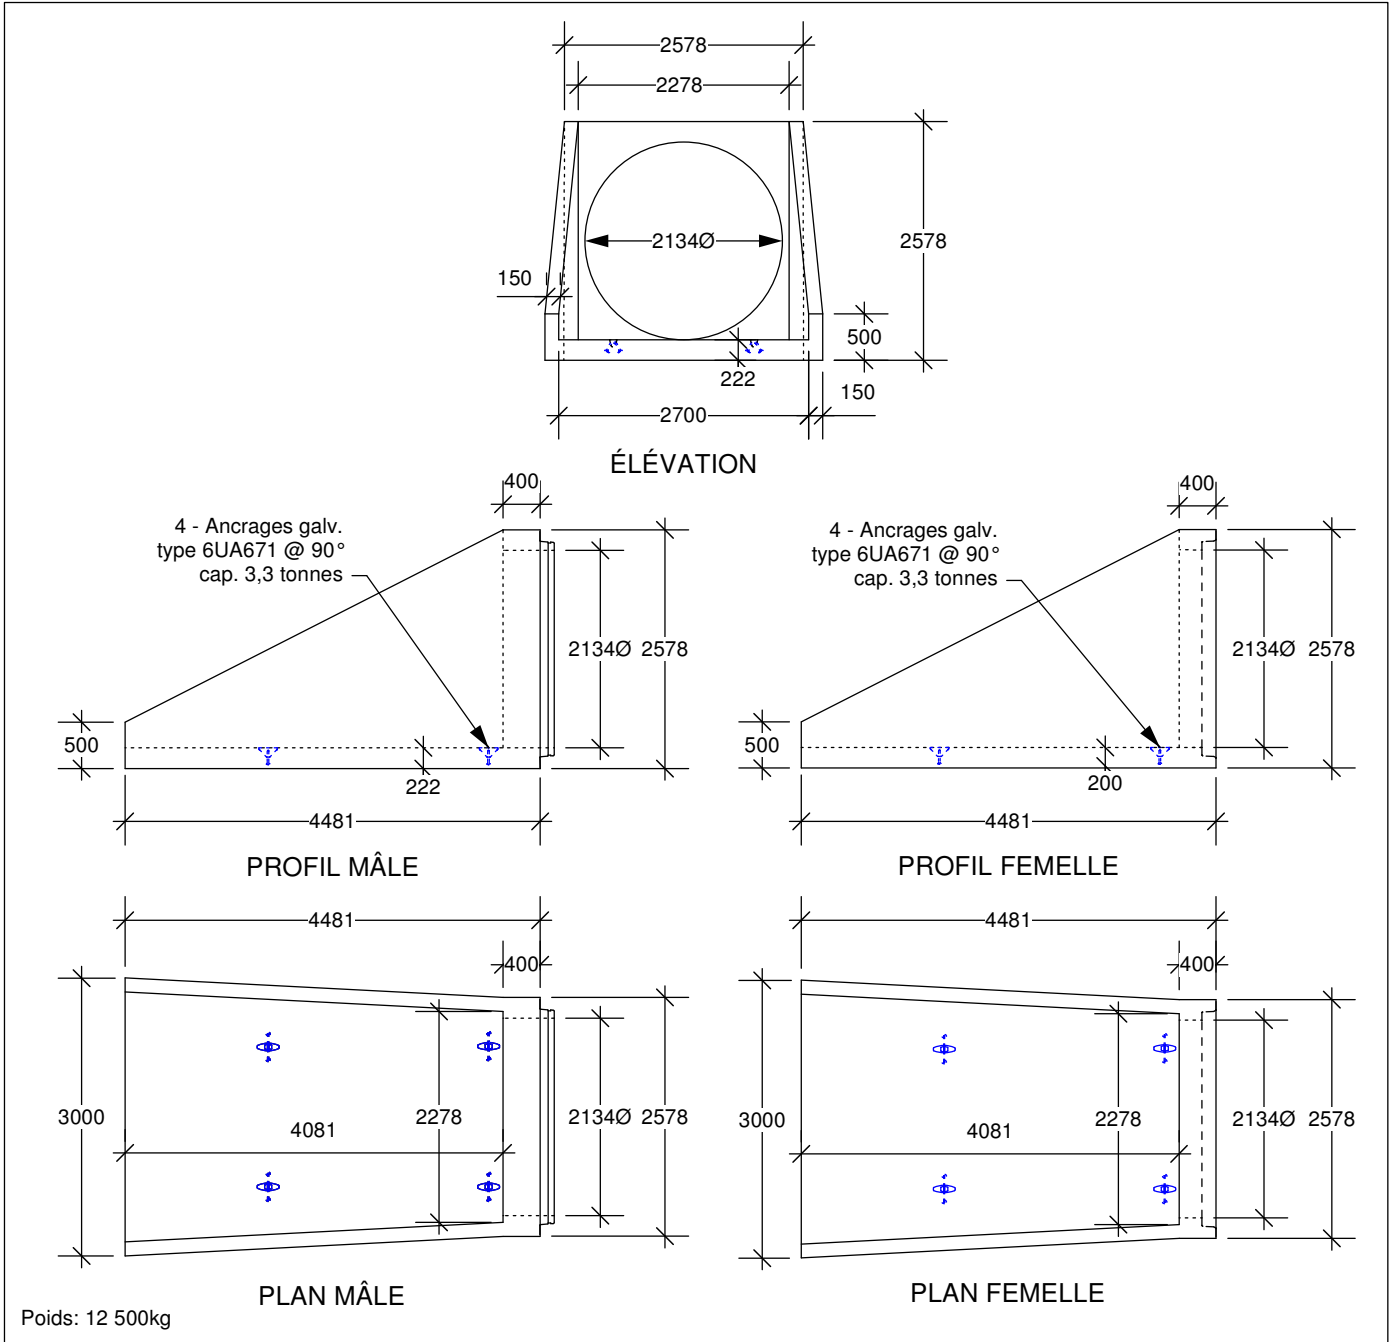 2578
2278
2134Ø
2578
150
500
222
150
2700
ÉLÉVATION
400
4 - Ancrages galv.
type 6UA671 @ 90°
cap. 3,3 tonnes
2134Ø
2578
500
222
4481
PROFIL MÂLE
400
4 - Ancrages galv.
type 6UA671 @ 90°
cap. 3,3 tonnes
2134Ø
2578
500
200
4481
PROFIL FEMELLE
4481
400
3000
4081
2278
2134Ø
2578
PLAN MÂLE
4481
400
3000
4081
2278
2134Ø
2578
PLAN FEMELLE
Poids: 12 500kg